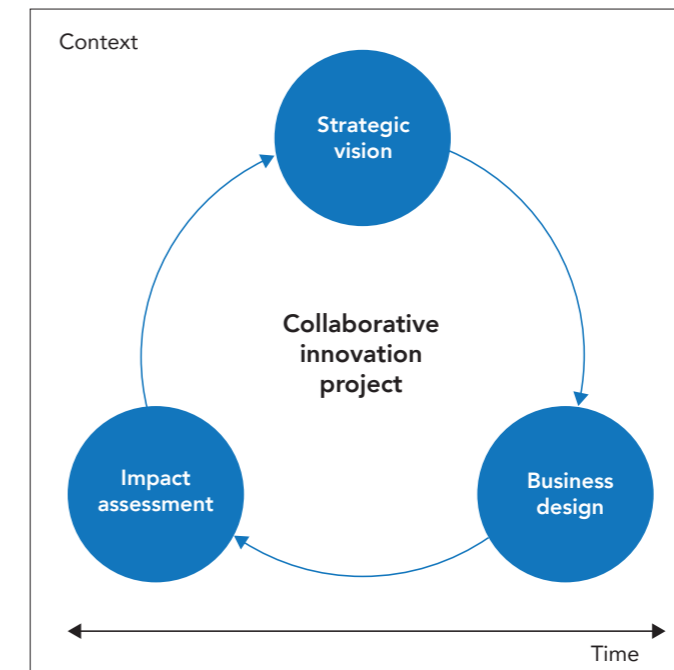 Context
Strategic
vision
Collaborative
innovation
project
Impact
assessment
Business
design
Time